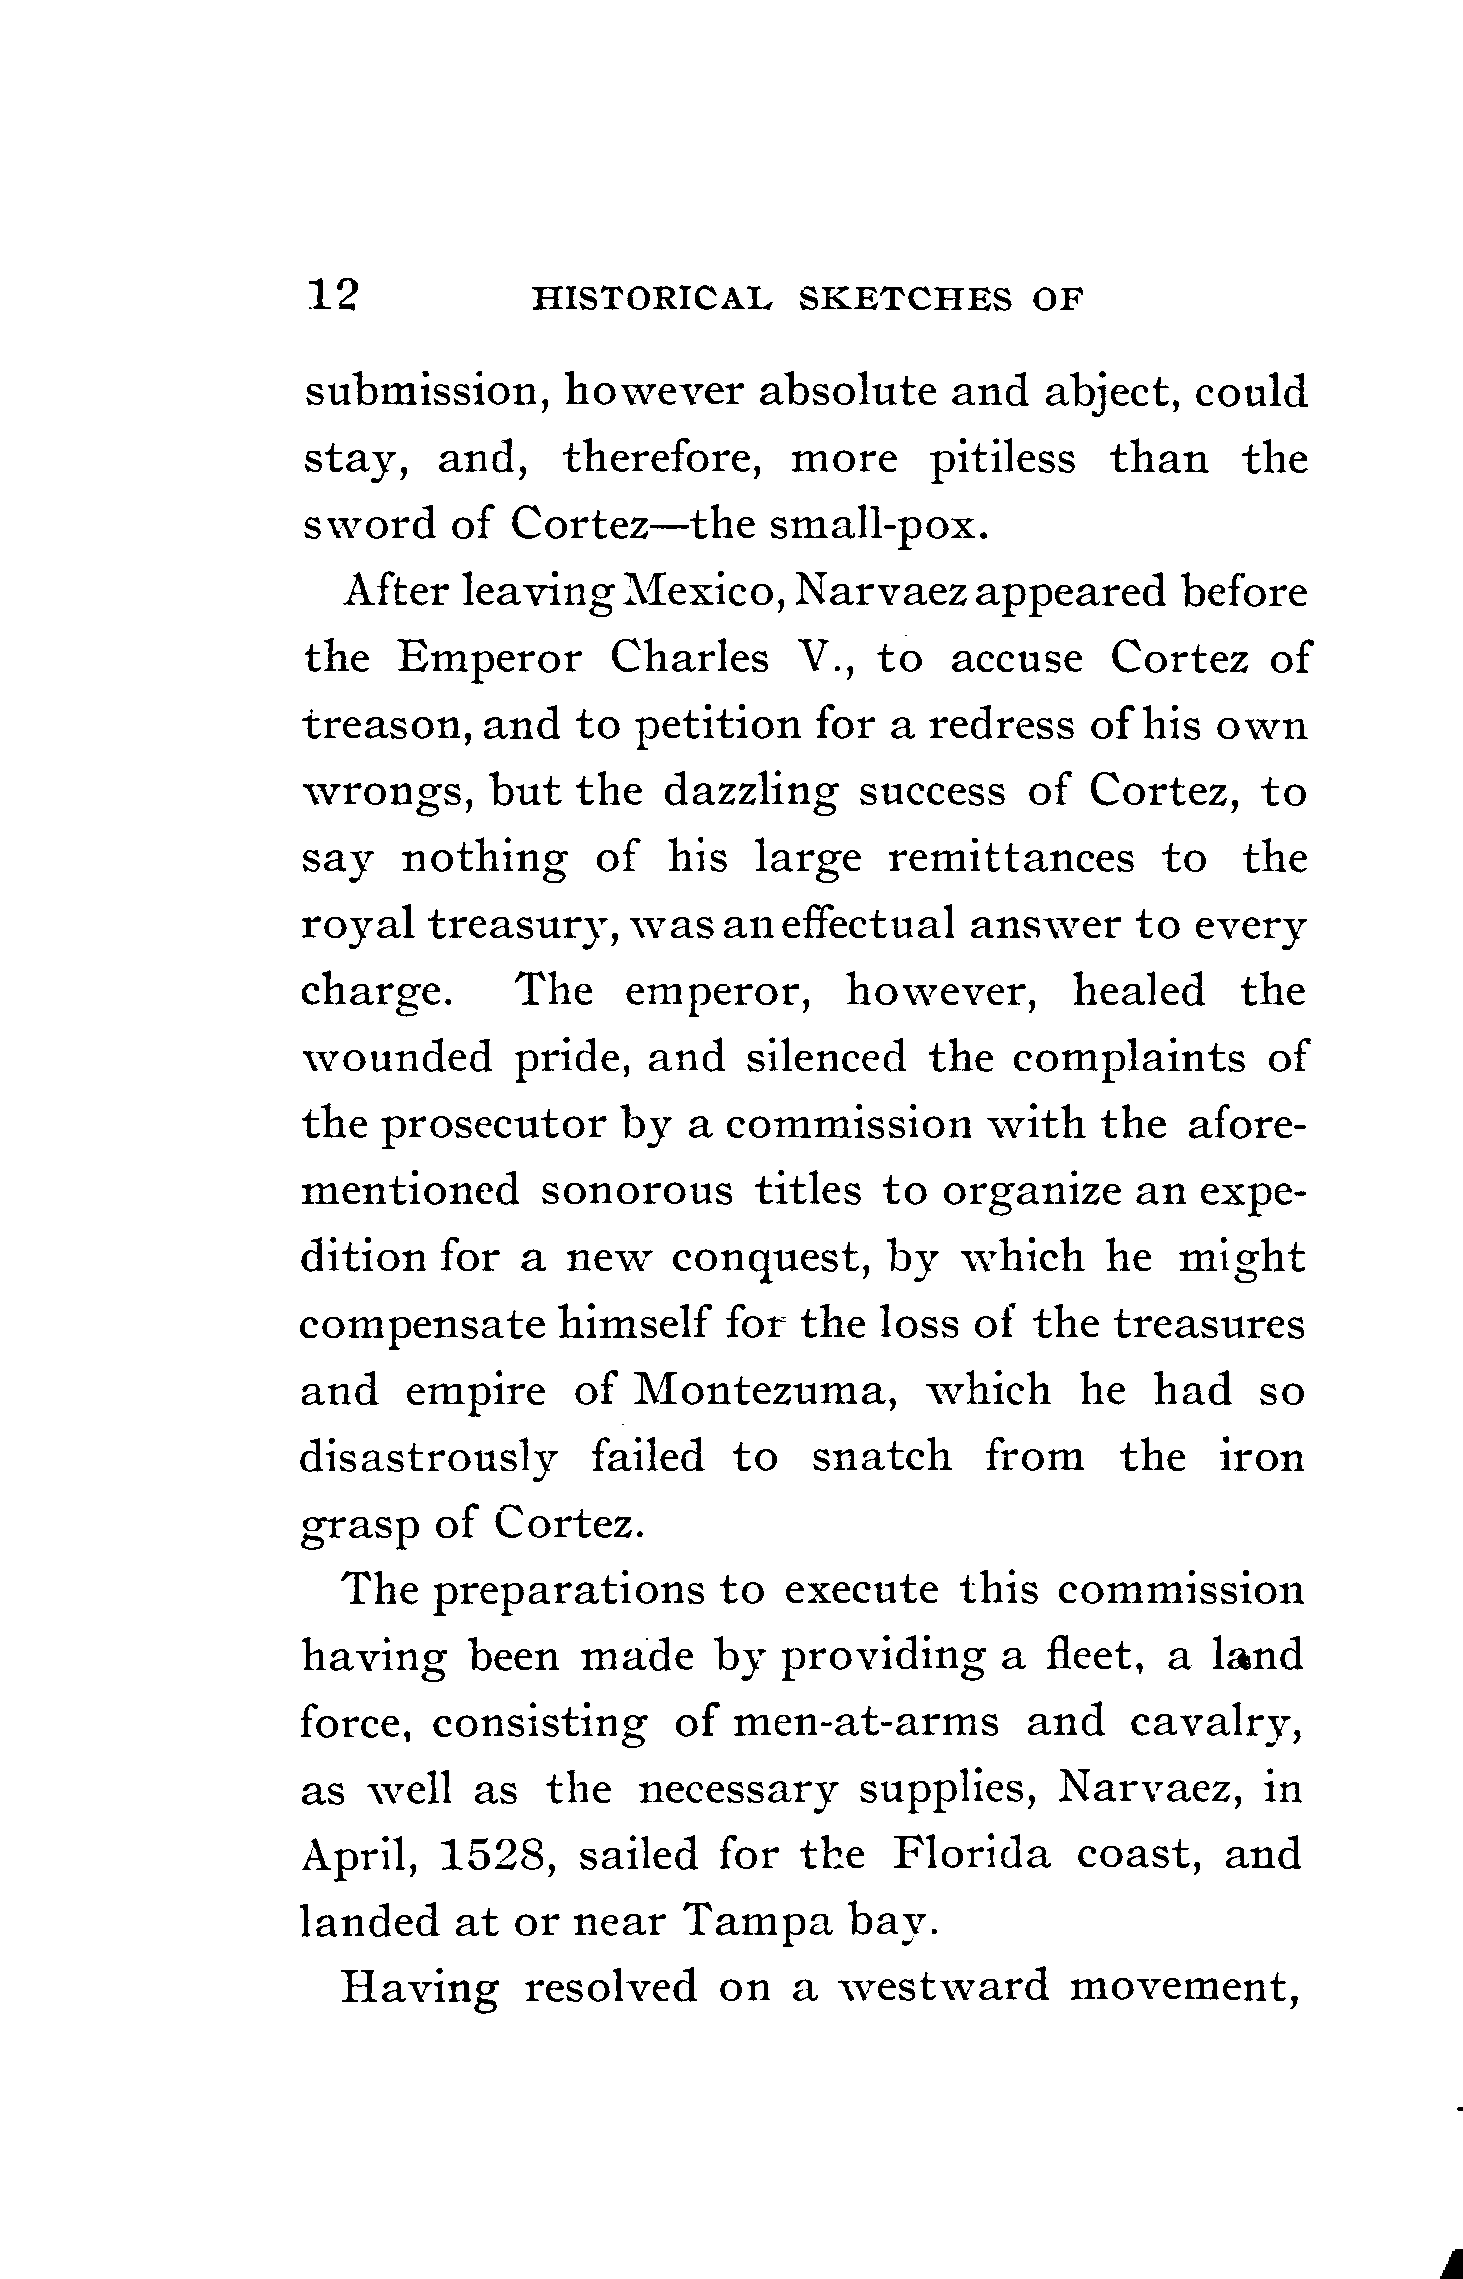 12 HISTORICAL SKETCHES OF
submission, however absolute and abject, could
stay, and, therefore, more pitiless than the
sword of Cortez—the small-pox.
After leaving Mexico, Narvaez appeared before
the Emperor Charles V., to accuse Cortez of
treason, and to petition for a redress of his own
wrongs, but the dazzling success of Cortez, to
say nothing of his large remittances to the
royal treasury, was an effectual answer to every
charge. The emperor, however, healed the
wounded pride, and silenced the complaints of
the prosecutor by a commission with the afore-
mentioned sonorous titles to organize an expe-
dition for a new conquest, by which he might
compensate himself for the loss of the treasures
and empire of Montezuma, which he had so
disastrously failed to snatch from the iron
grasp of Cortez.
The preparations to execute this commission
having been made by providing a fleet, a land
force, consisting of men-at-arms and cavalry,
as well as the necessary supplies, Narvaez, in
April, 1528, sailed for the Florida coast, and
landed at or near Tampa bay.
Having resolved on a westward movement,